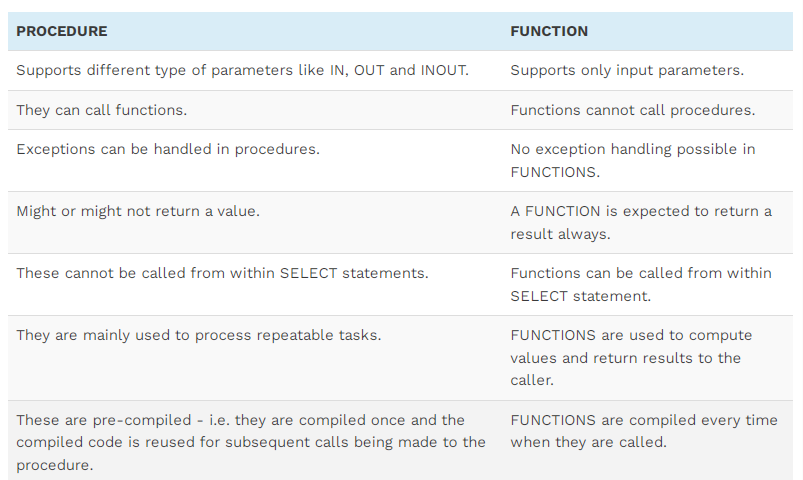 PROCEDURE FUNCTION
Supports different type of parameters like IN, OUT and INOUT. Supports only input parameters.
They can call functions. Functions cannot call procedures.
Exceptions can be handled in procedures. No exception handling possible in
FUNCTIONS.
Might or might not return a value. A FUNCTION is expected to return a
result always.
These cannot be called from within SELECT statements. Functions can be called from within
SELECT statement.
They are mainly used to process repeatable tasks. FUNCTIONS are used to compute
values and return results to the
caller.
These are pre-compiled - i.e. they are compiled once and the FUNCTIONS are compiled every time
compiled code is reused for subsequent calls being made to the when they are called.
procedure.